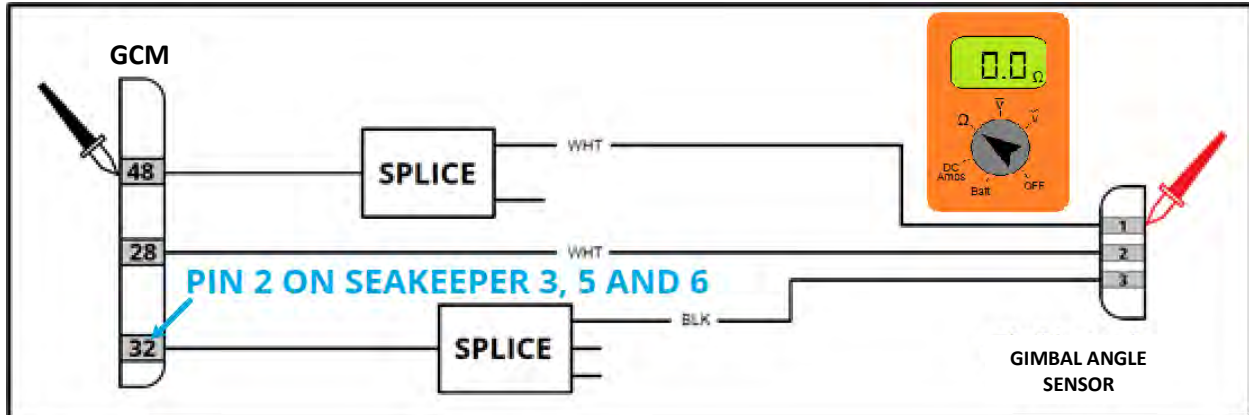 GCM
0.0 Ω
V
Ω
V
DC
Amps
Batt
OFF
48
SPLICE
WHT
1
28
WHT
2
PIN 2 ON SEAKEEPER 3, 5 AND 6
3
BLK
32
SPLICE
GIMBAL ANGLE
SENSOR